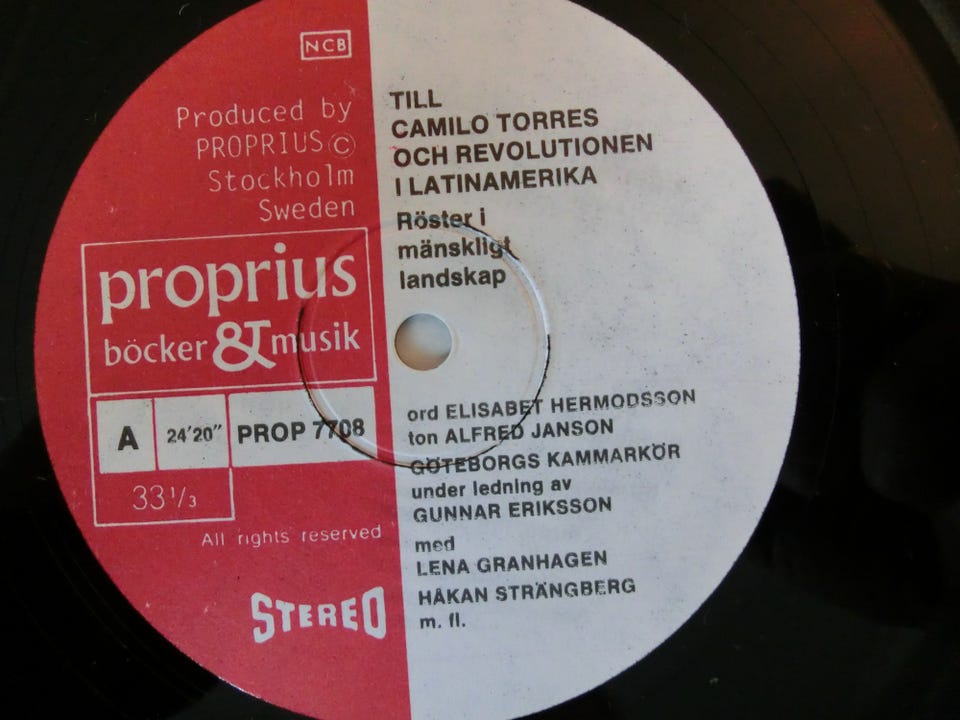 NCB
Produced by
PROPRIUS ©
Stockholm
Sweden
proprius
böcker & musik
A 24'20" PROP 7708
33 1/3
All rights reserved
STEREO
TILL
CAMILO TORRES
OCH REVOLUTIONEN
I LATINAMERIKA
Röster i
mänskligt
landskap
ord ELISABET HERMODSSON
ton ALFRED JANSON
GÖTEBORGS KAMMARKÖR
under ledning av
GUNNAR ERIKSSON
med
LENA GRANHAGEN
HÅKAN STRÄNGBERG
m. fl.